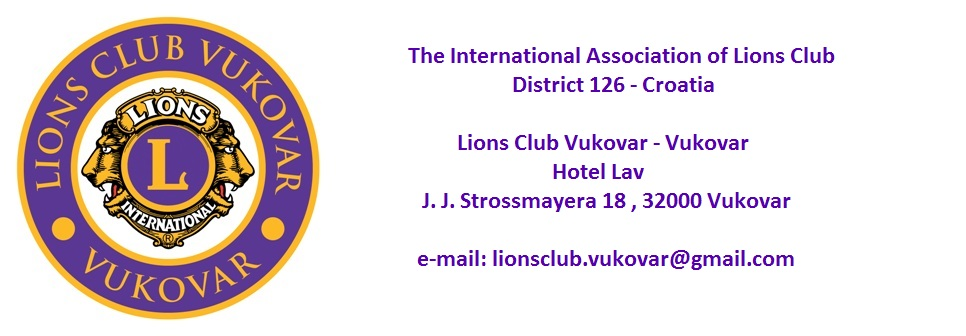 LIONS CLUB VUKOVAR
LIONS
L
INTERNATIONAL
®
VUKOVAR
The International Association of Lions Club
District 126 - Croatia
Lions Club Vukovar - Vukovar
Hotel Lav
J. J. Strossmayera 18 , 32000 Vukovar
e-mail: lionsclub.vukovar@gmail.com